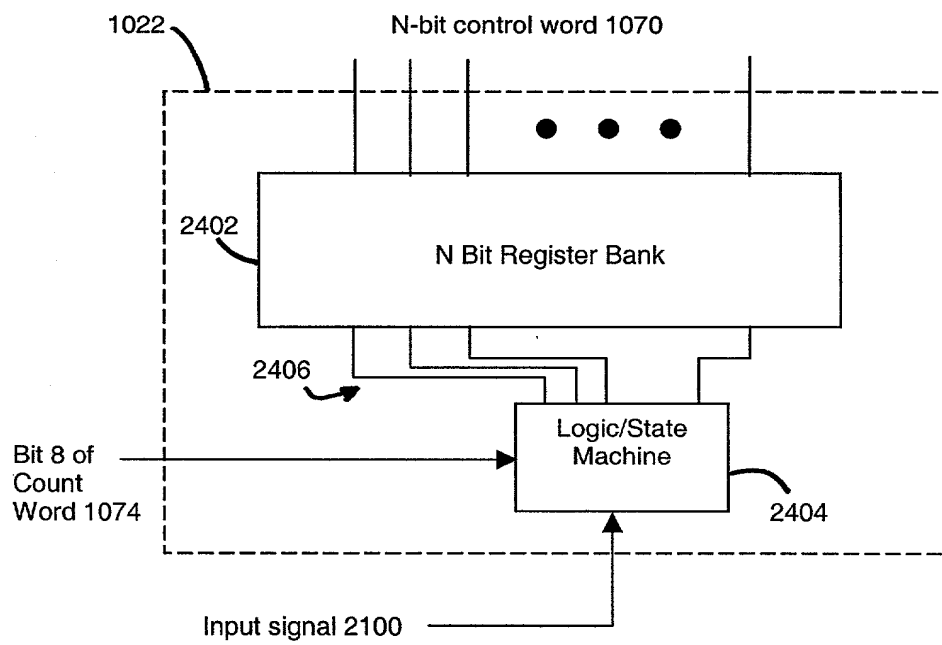 1022
N-bit control word 1070
2402
N Bit Register Bank
2406
Logic/State
Machine
Bit 8 of
Count
Word 1074
2404
Input signal 2100